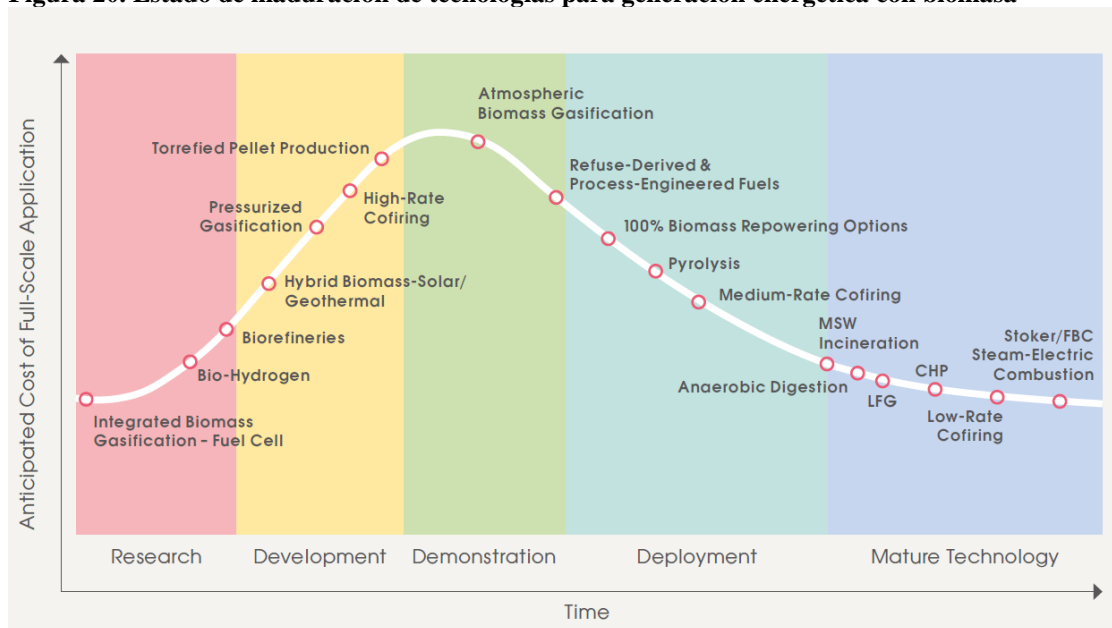 Figura 20. Estado de maduración de tecnologías para generación energética con biomasa
Anticipated Cost of Full-Scale Application
Atmospheric
Biomass Gasification
Torrefied Pellet Production
Refuse-Derived &
Process-Engineered Fuels
High-Rate
Cofiring
Pressurized
Gasification
100% Biomass Repowering Options
Pyrolysis
Hybrid Biomass-Solar/
Geothermal
Medium-Rate Cofiring
MSW
Incineration
Stoker/FBC
Steam-Electric
Combustion
Biorefineries
Bio-Hydrogen
CHP
Anaerobic Digestion
LFG
Low-Rate
Cofiring
Integrated Biomass
Gasification – Fuel Cell
Research
Development
Demonstration
Deployment
Mature Technology
Time